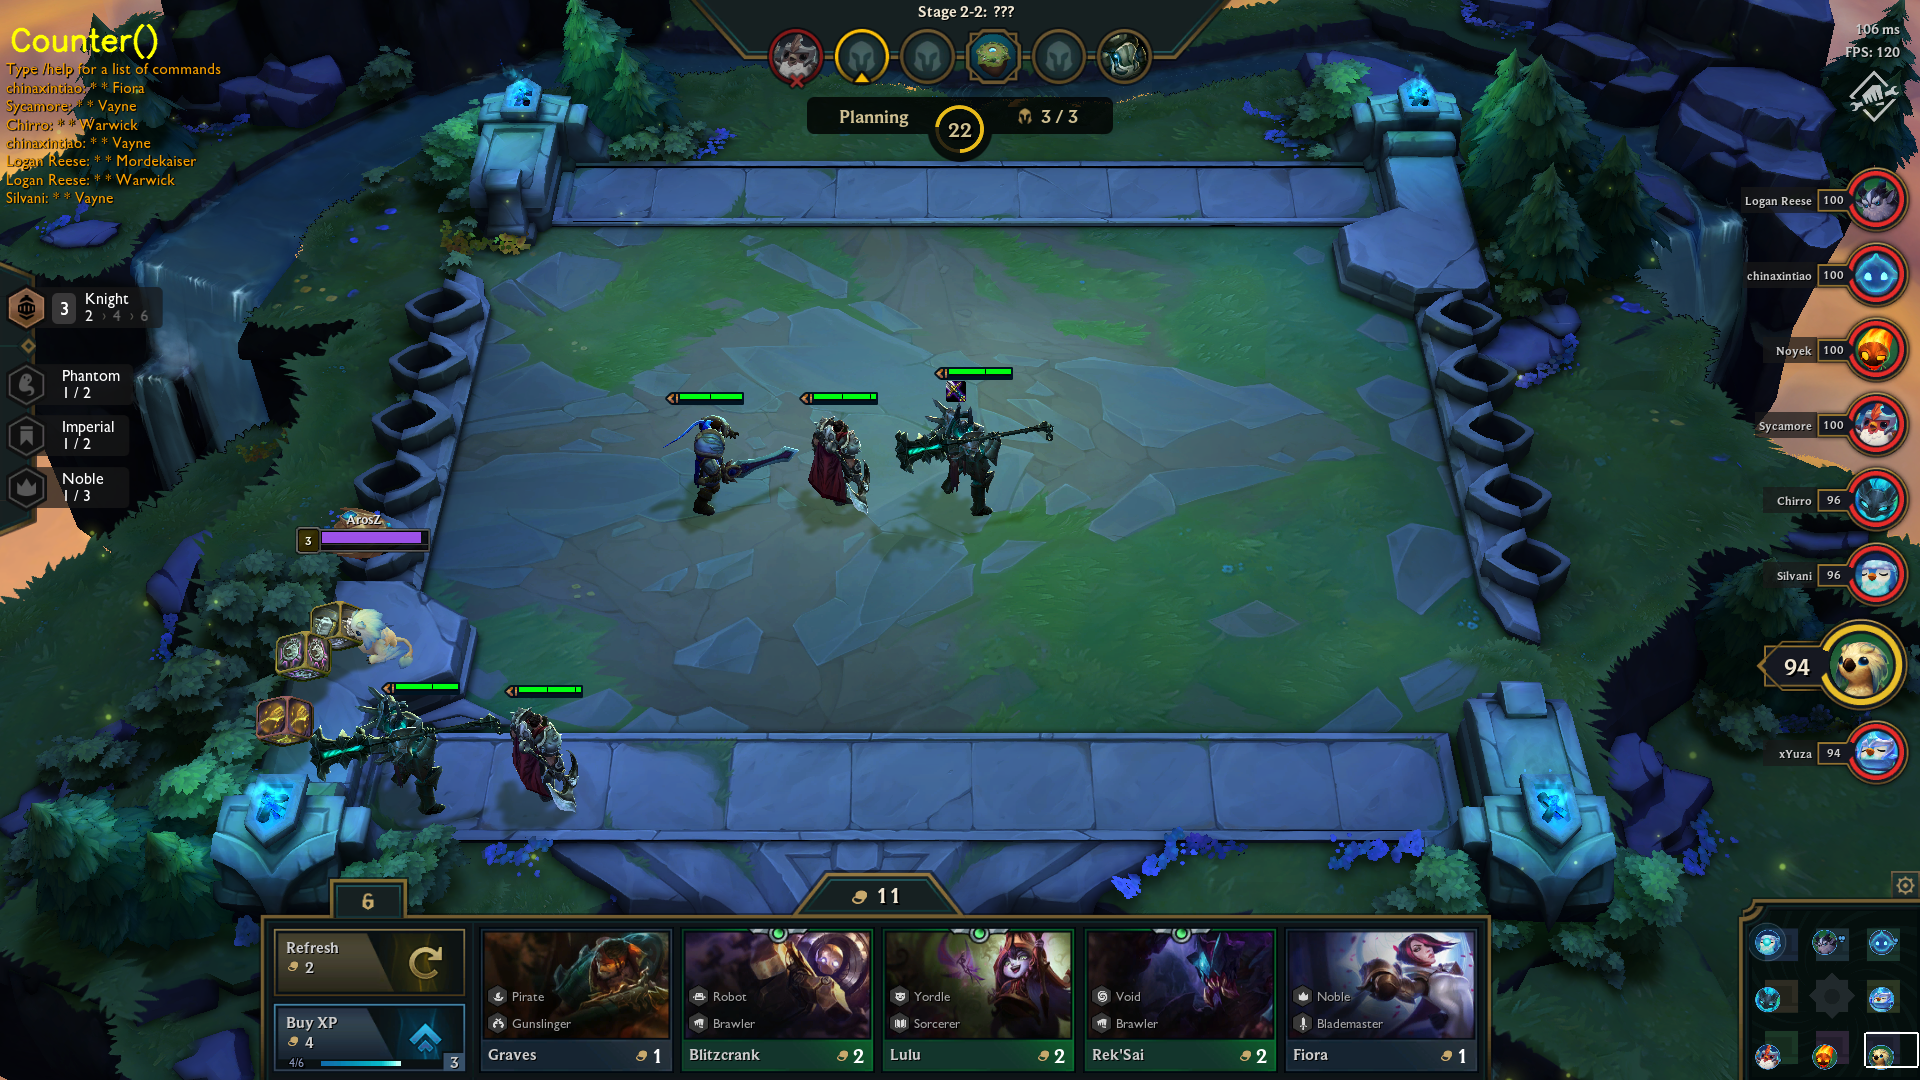 Stage 2-2: ???
Counter()
Type /help for a list of commands
chinaxintiao: * * Fiora
Sycamore: * * Vayne
Chirro: * * Warwick
chinaxintiao: * * Vayne
Logan Reese: * * Mordekaiser
Logan Reese: * * Warwick
Silvani: * * Vayne
106 ms
FPS: 120
Planning
22
3 / 3
Logan Reese 100
chinaxintiao 100
Noyek 100
Sycamore 100
Chirro 96
Silvani 96
94
xYuza 94
3 Knight
2 › 4 › 6
Phantom
1 / 2
Imperial
1 / 2
Noble
1 / 3
ArosZ
3
6
11
Refresh
2
Buy XP
4
4/6
3
Pirate
Gunslinger
Graves 1
Robot
Brawler
Blitzcrank 2
Yordle
Sorcerer
Lulu 2
Void
Brawler
Rek'Sai 2
Noble
Blademaster
Fiora 1